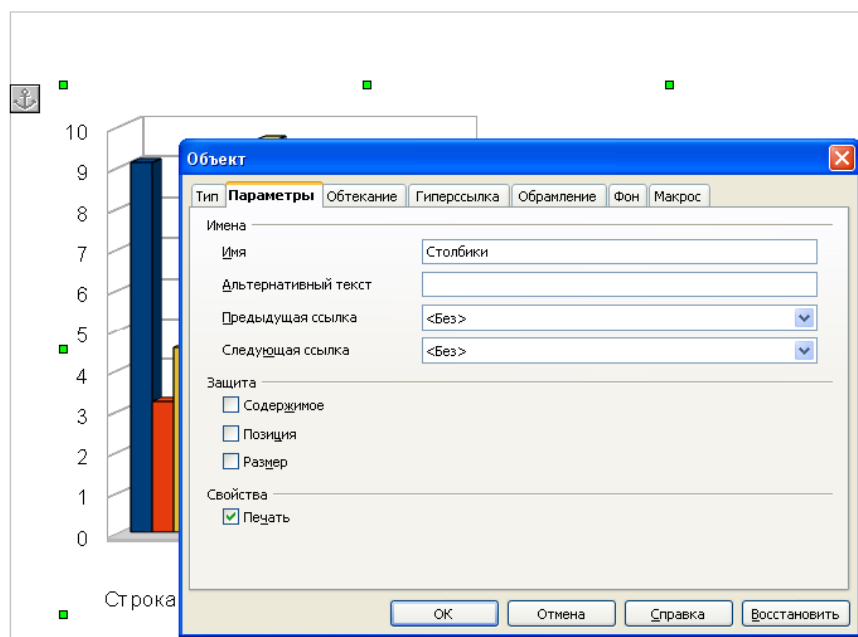 10
9
8
7
6
5
4
3
2
1
0
Строка
Объект
Тип Параметры Обтекание Гиперссылка Обрамление Фон Макрос
Имена
Имя Столбики
Альтернативный текст
Предыдущая ссылка <Без>
Следующая ссылка <Без>
Защита
Содержимое
Позиция
Размер
Свойства
Печать
ОК Отмена Справка Восстановить